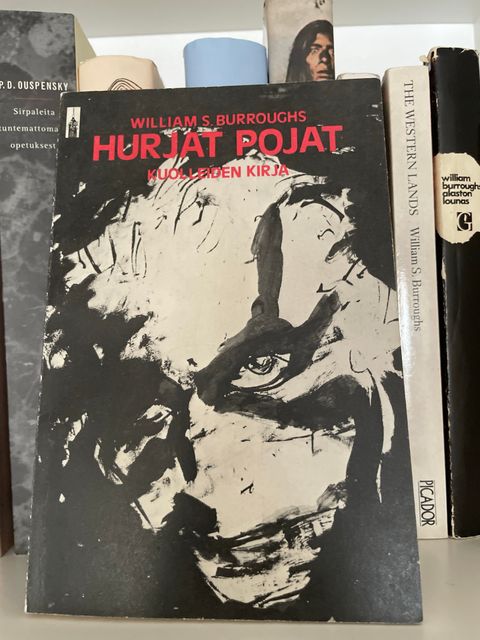 P. D. OUSPENSKY
Sirpaleita
tuntemattoma
opetuksest
WILLIAM S. BURROUGHS
HURJAT POJAT
KUOLLEIDEN KIRJA
THE WESTERN LANDS William S. Burroughs
PICADOR
william
burroughs
alaston
lounas
G